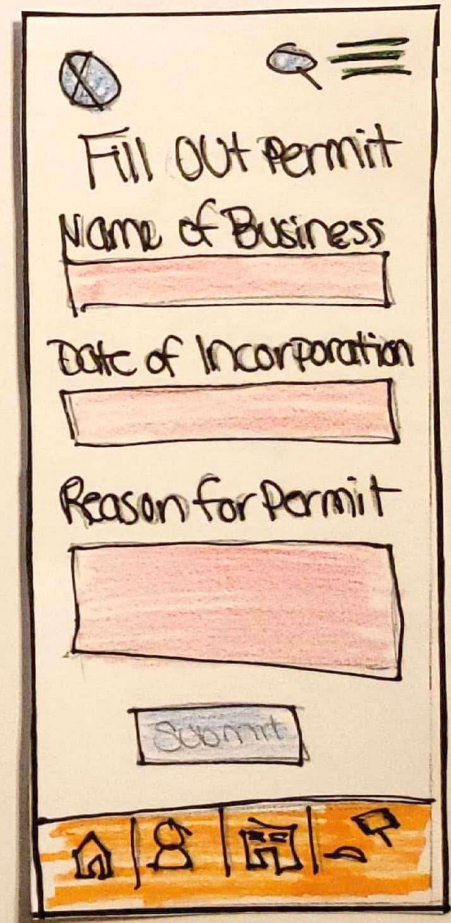 Fill Out Permit
Name of Business
Date of Incorporation
Reason for Permit
Submit